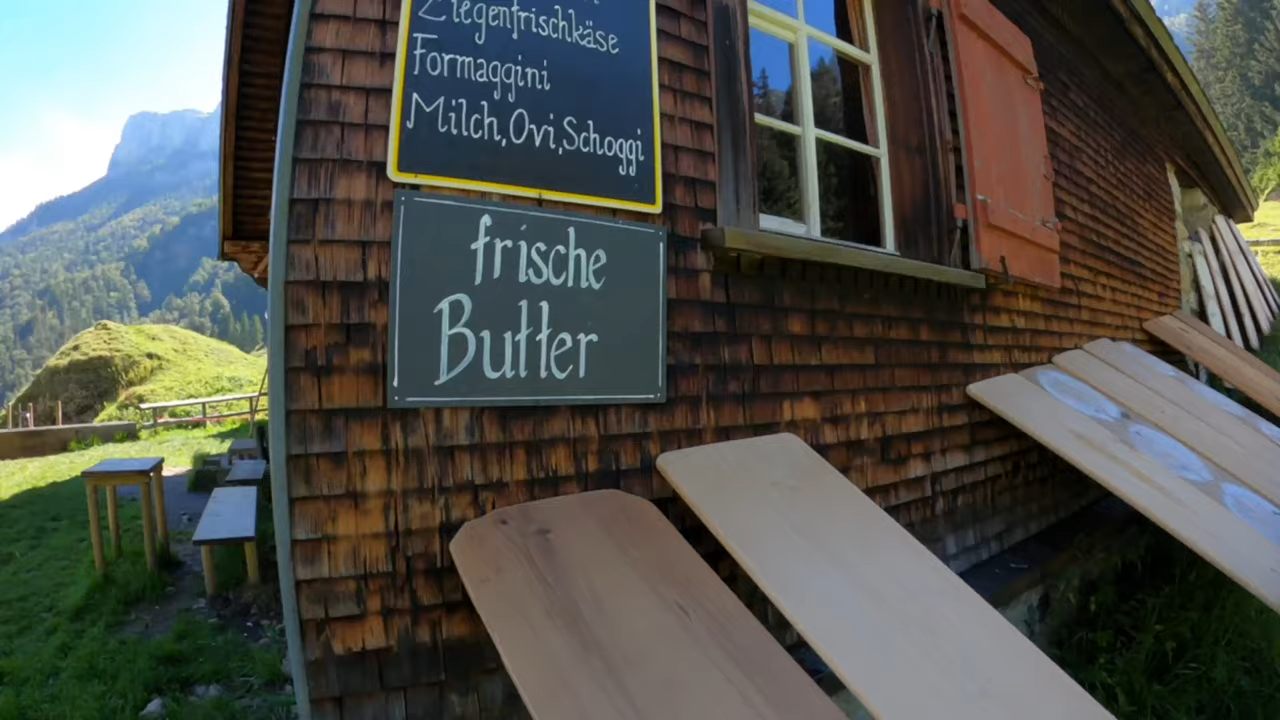 Ziegenfrischkäse
Formaggini
Milch, Ovi, Schoggi
frische
Butter